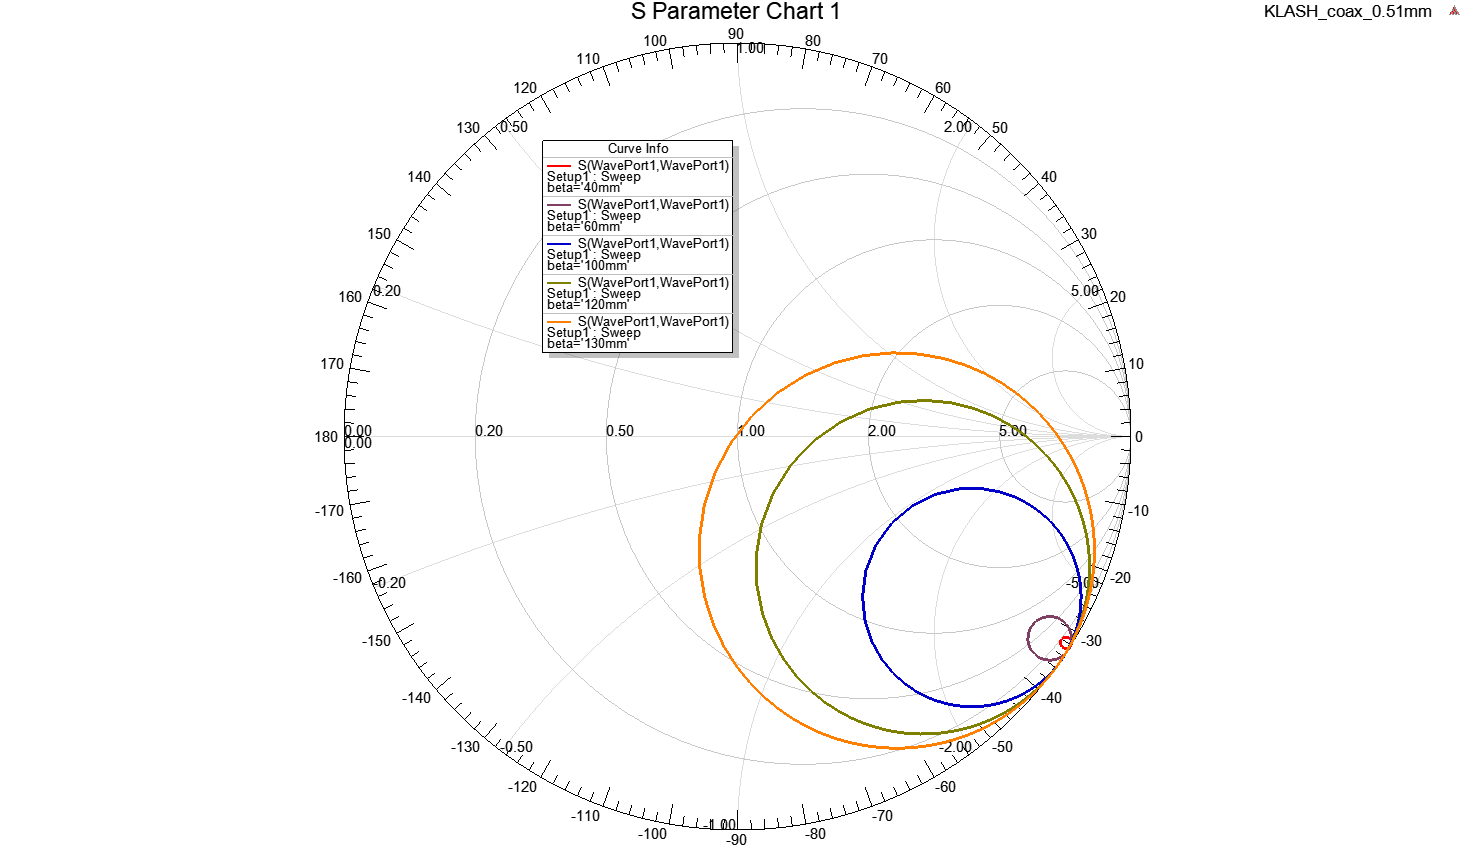 S Parameter Chart 1
KLASH_coax_0.51mm
90
1.00
100
80
110
70
120
60
130
0.50
2.00
50
Curve Info
S(WavePort1,WavePort1)
Setup1 : Sweep
beta='40mm'
S(WavePort1,WavePort1)
Setup1 : Sweep
beta='60mm'
S(WavePort1,WavePort1)
Setup1 : Sweep
beta='100mm'
S(WavePort1,WavePort1)
Setup1 : Sweep
beta='120mm'
S(WavePort1,WavePort1)
Setup1 : Sweep
beta='130mm'
140
40
150
30
160
0.20
5.00
20
170
10
180
0.00
0.00
0.20
0.50
1.00
2.00
5.00
0
-170
-10
-160
-0.20
-5.00
-20
-150
-30
-140
-40
-130
-0.50
-2.00
-50
-120
-60
-110
-70
-100
-1.00
-90
-80